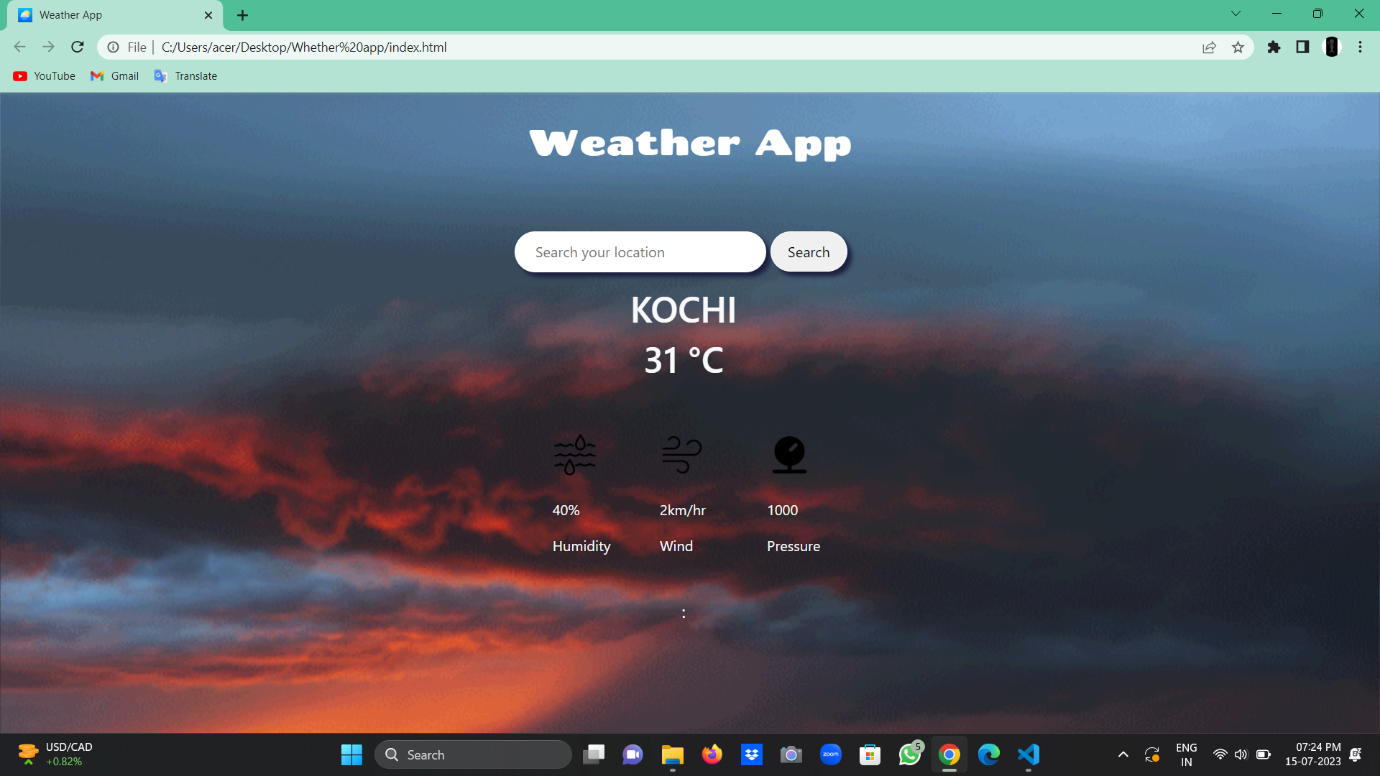 Weather App
File | C:/Users/acer/Desktop/Whether%20app/index.html
YouTube Gmail Translate
Weather App
Search your location Search
KOCHI
31 °C
40% 2km/hr 1000
Humidity Wind Pressure
:
USD/CAD
+0.82%
Search
zoom
5
ENG
IN
07:24 PM
15-07-2023